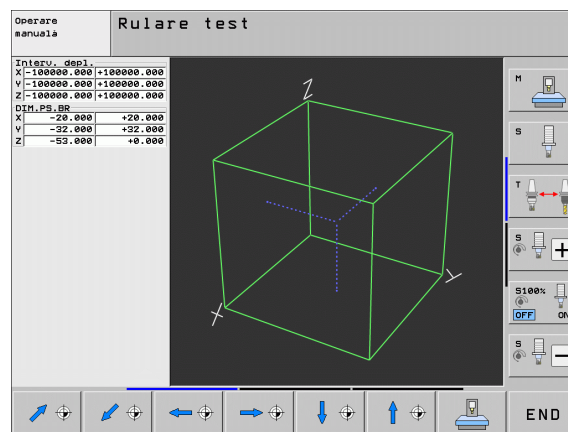 Operare
manuală
Rulare test
Interv. depl.
X -100000.000 +100000.000
Y -100000.000 +100000.000
Z -100000.000 +100000.000
DIM.PS.BR
X -20.000 +20.000
Y -32.000 +32.000
Z -53.000 +0.000
Z
X
Y
M
S
T
S
+
S100%
OFF ON
S
−
END